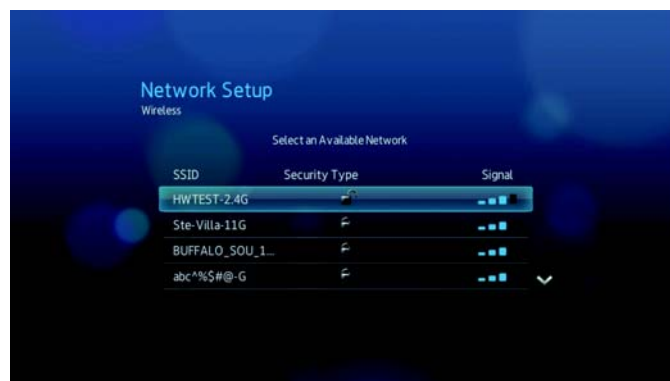 Network Setup
Wireless
Select an Available Network
SSID Security Type Signal
HWTEST-2.4G
Ste-Villa-11G
BUFFALO_SOU_1...
abc^%$#@-G